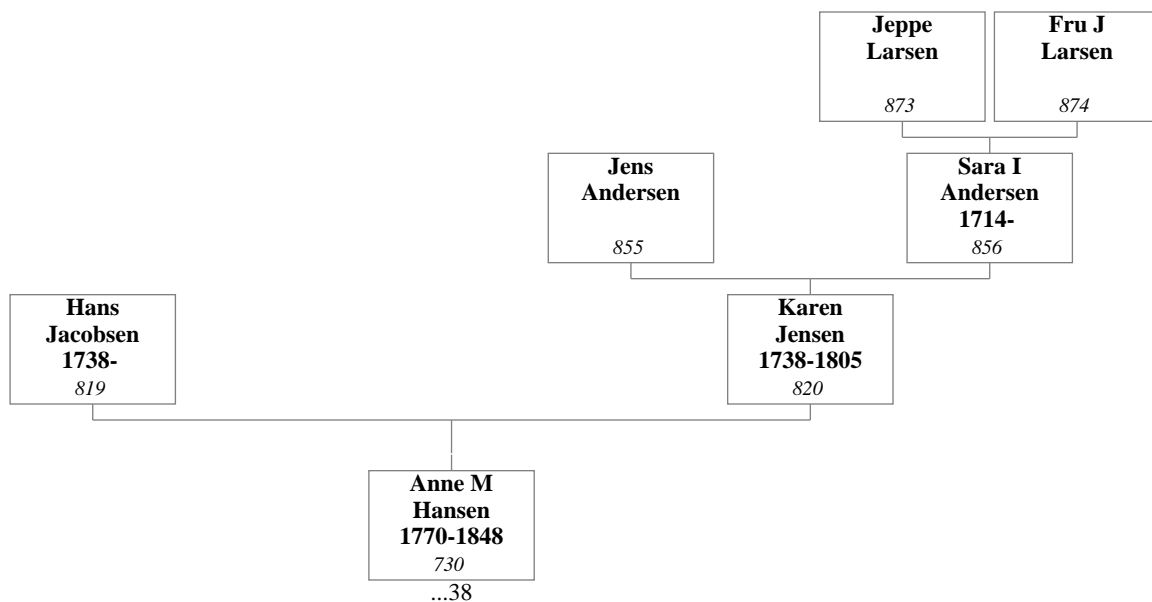 Jeppe
Larsen
873
Fru J
Larsen
874
Jens
Andersen
855
Sara I
Andersen
1714-
856
Hans
Jacobsen
1738-
819
Karen
Jensen
1738-1805
820
Anne M
Hansen
1770-1848
730
...38